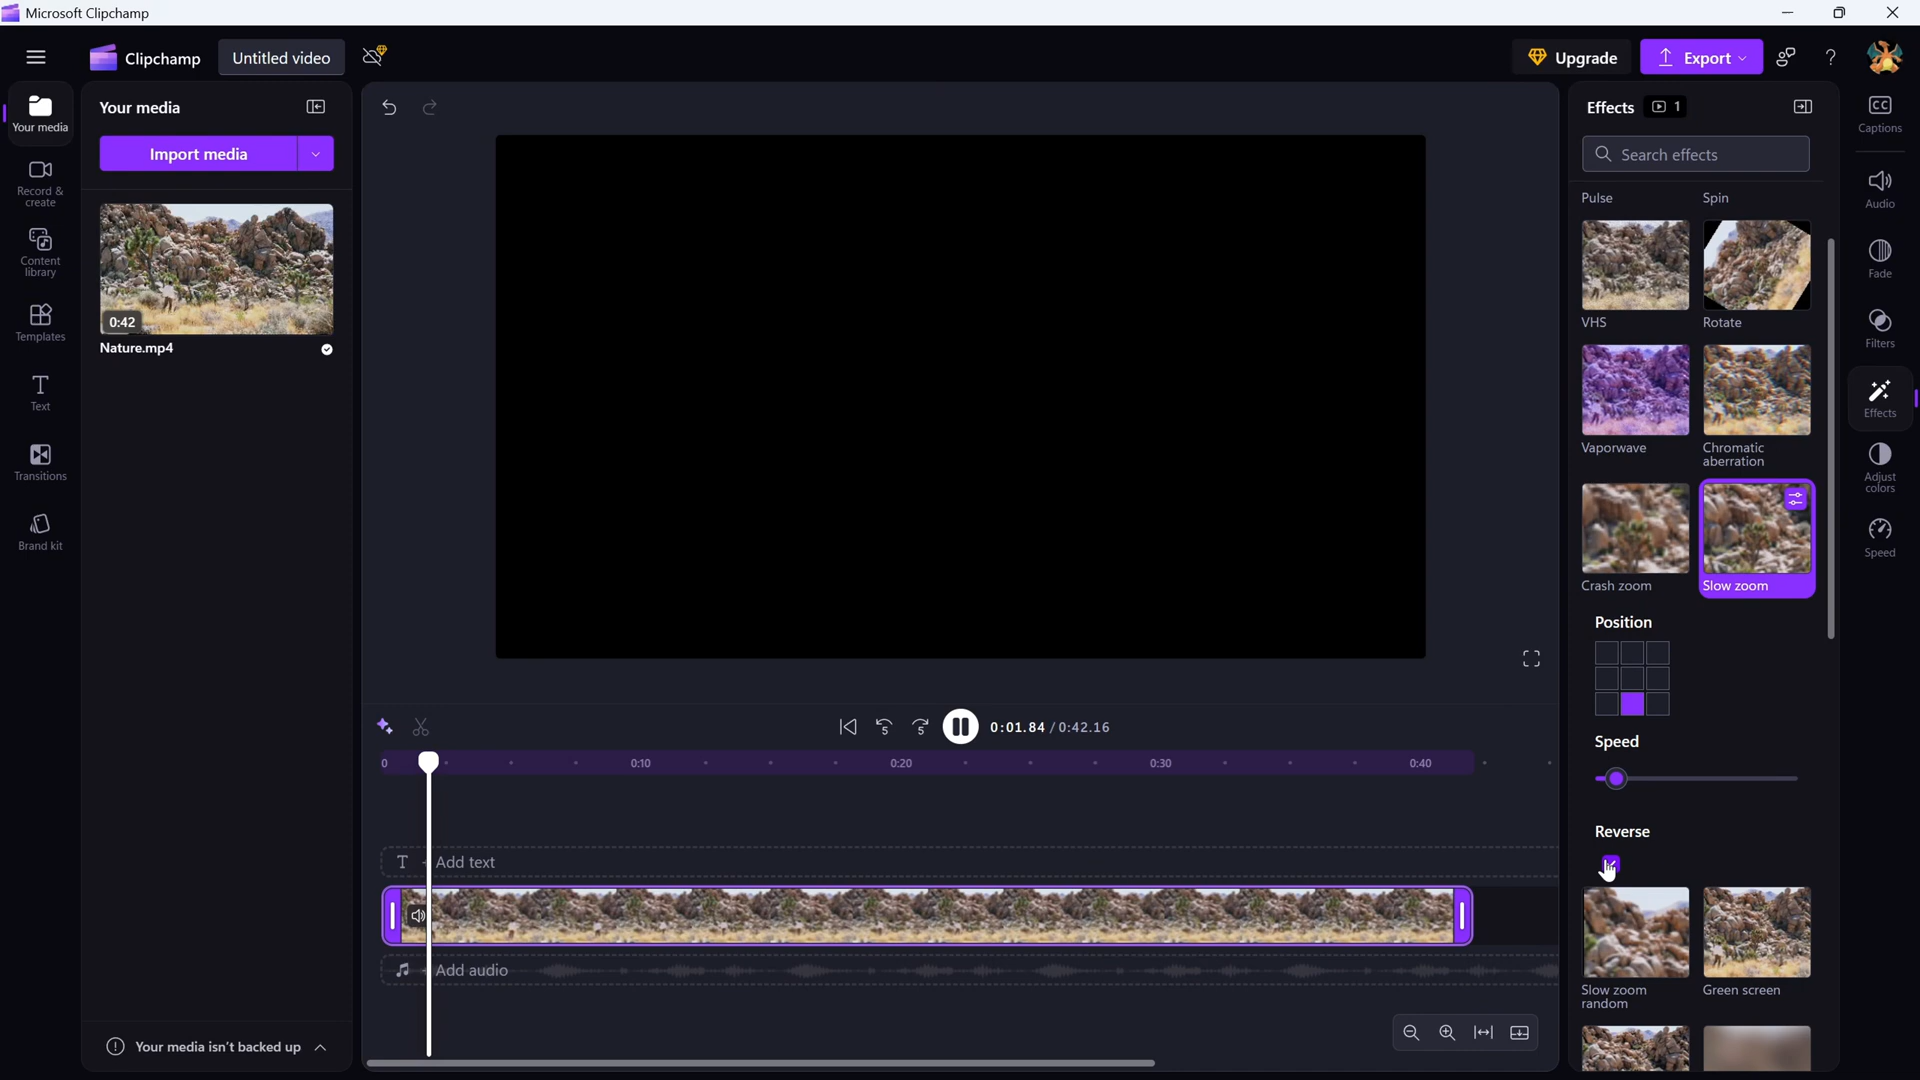 Microsoft Clipchamp
Clipchamp
Untitled video
Upgrade
Export
?
Your media
Record &
create
Content
library
Templates
Text
Transitions
Brand kit
Your media
Import media
0:42
Nature.mp4
Your media isn't backed up
5
5
0:01.84 / 0:42.16
0
0:10
0:20
0:30
0:40
T + Add text
Add audio
Effects
1
Search effects
Pulse
Spin
VHS
Rotate
Vaporwave
Chromatic
aberration
Crash zoom
Slow zoom
Position
Speed
Reverse
Slow zoom
random
Green screen
CC
Captions
Audio
Fade
Filters
Effects
Adjust
colors
Speed